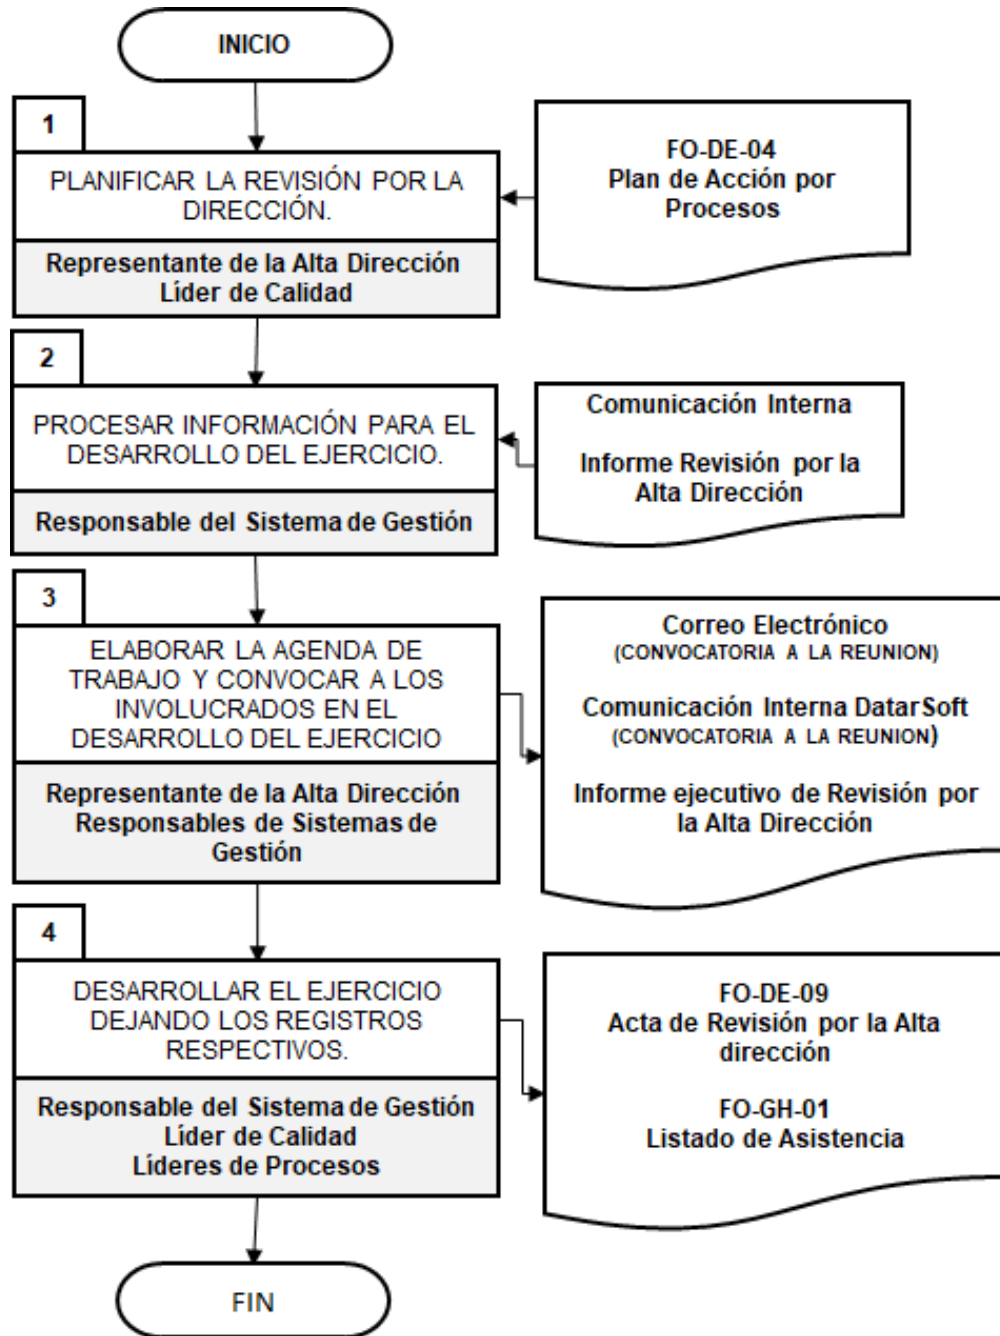 INICIO
1
PLANIFICAR LA REVISIÓN POR LA
DIRECCIÓN.
Representante de la Alta Dirección
Líder de Calidad
FO-DE-04
Plan de Acción por
Procesos
2
PROCESAR INFORMACIÓN PARA EL
DESARROLLO DEL EJERCICIO.
Responsable del Sistema de Gestión
Comunicación Interna
Informe Revisión por la
Alta Dirección
3
ELABORAR LA AGENDA DE
TRABAJO Y CONVOCAR A LOS
INVOLUCRADOS EN EL
DESARROLLO DEL EJERCICIO
Representante de la Alta Dirección
Responsables de Sistemas de
Gestión
Correo Electrónico
(CONVOCATORIA A LA REUNION)
Comunicación Interna DatarSoft
(CONVOCATORIA A LA REUNION)
Informe ejecutivo de Revisión por
la Alta Dirección
4
DESARROLLAR EL EJERCICIO
DEJANDO LOS REGISTROS
RESPECTIVOS.
Responsable del Sistema de Gestión
Líder de Calidad
Líderes de Procesos
FO-DE-09
Acta de Revisión por la Alta
dirección
FO-GH-01
Listado de Asistencia
FIN